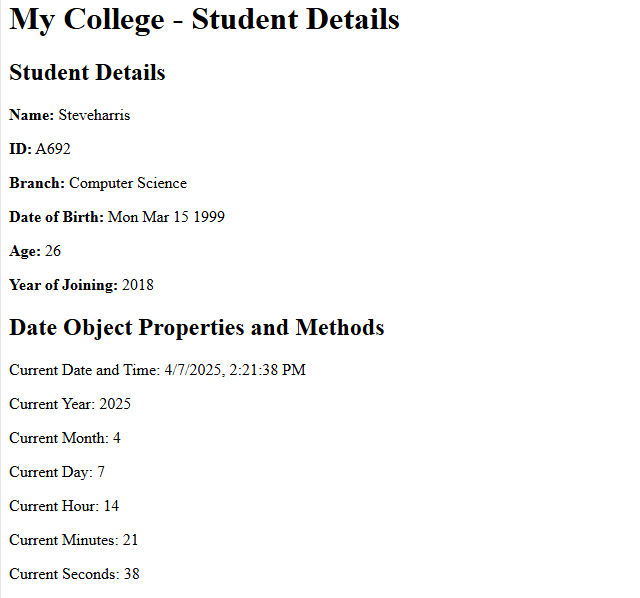 My College - Student Details
Student Details
Name: Steveharris
ID: A692
Branch: Computer Science
Date of Birth: Mon Mar 15 1999
Age: 26
Year of Joining: 2018
Date Object Properties and Methods
Current Date and Time: 4/7/2025, 2:21:38 PM
Current Year: 2025
Current Month: 4
Current Day: 7
Current Hour: 14
Current Minutes: 21
Current Seconds: 38